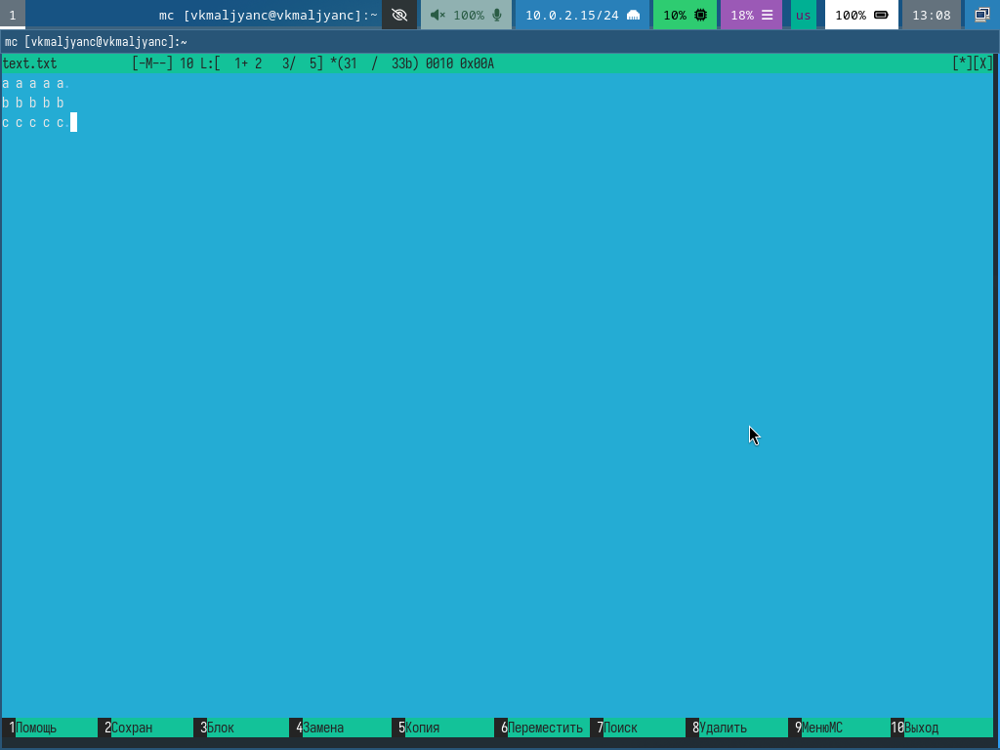 1 mc [vkmaljyanc@vkmaljyanc]:~ 100% 10.0.2.15/24 10% 18% us 100% 13:08
mc [vkmaljyanc@vkmaljyanc]:~
text.txt [-M--] 10 L:[ 1+ 2 3/ 5] *(31 / 33b) 0010 0x00A [*][X]
a a a a a.
b b b b b
c c c c c.
1Помощь 2Сохран 3Блок 4Замена 5Копия 6Переместить 7Поиск 8Удалить 9МенюМС 10Выход